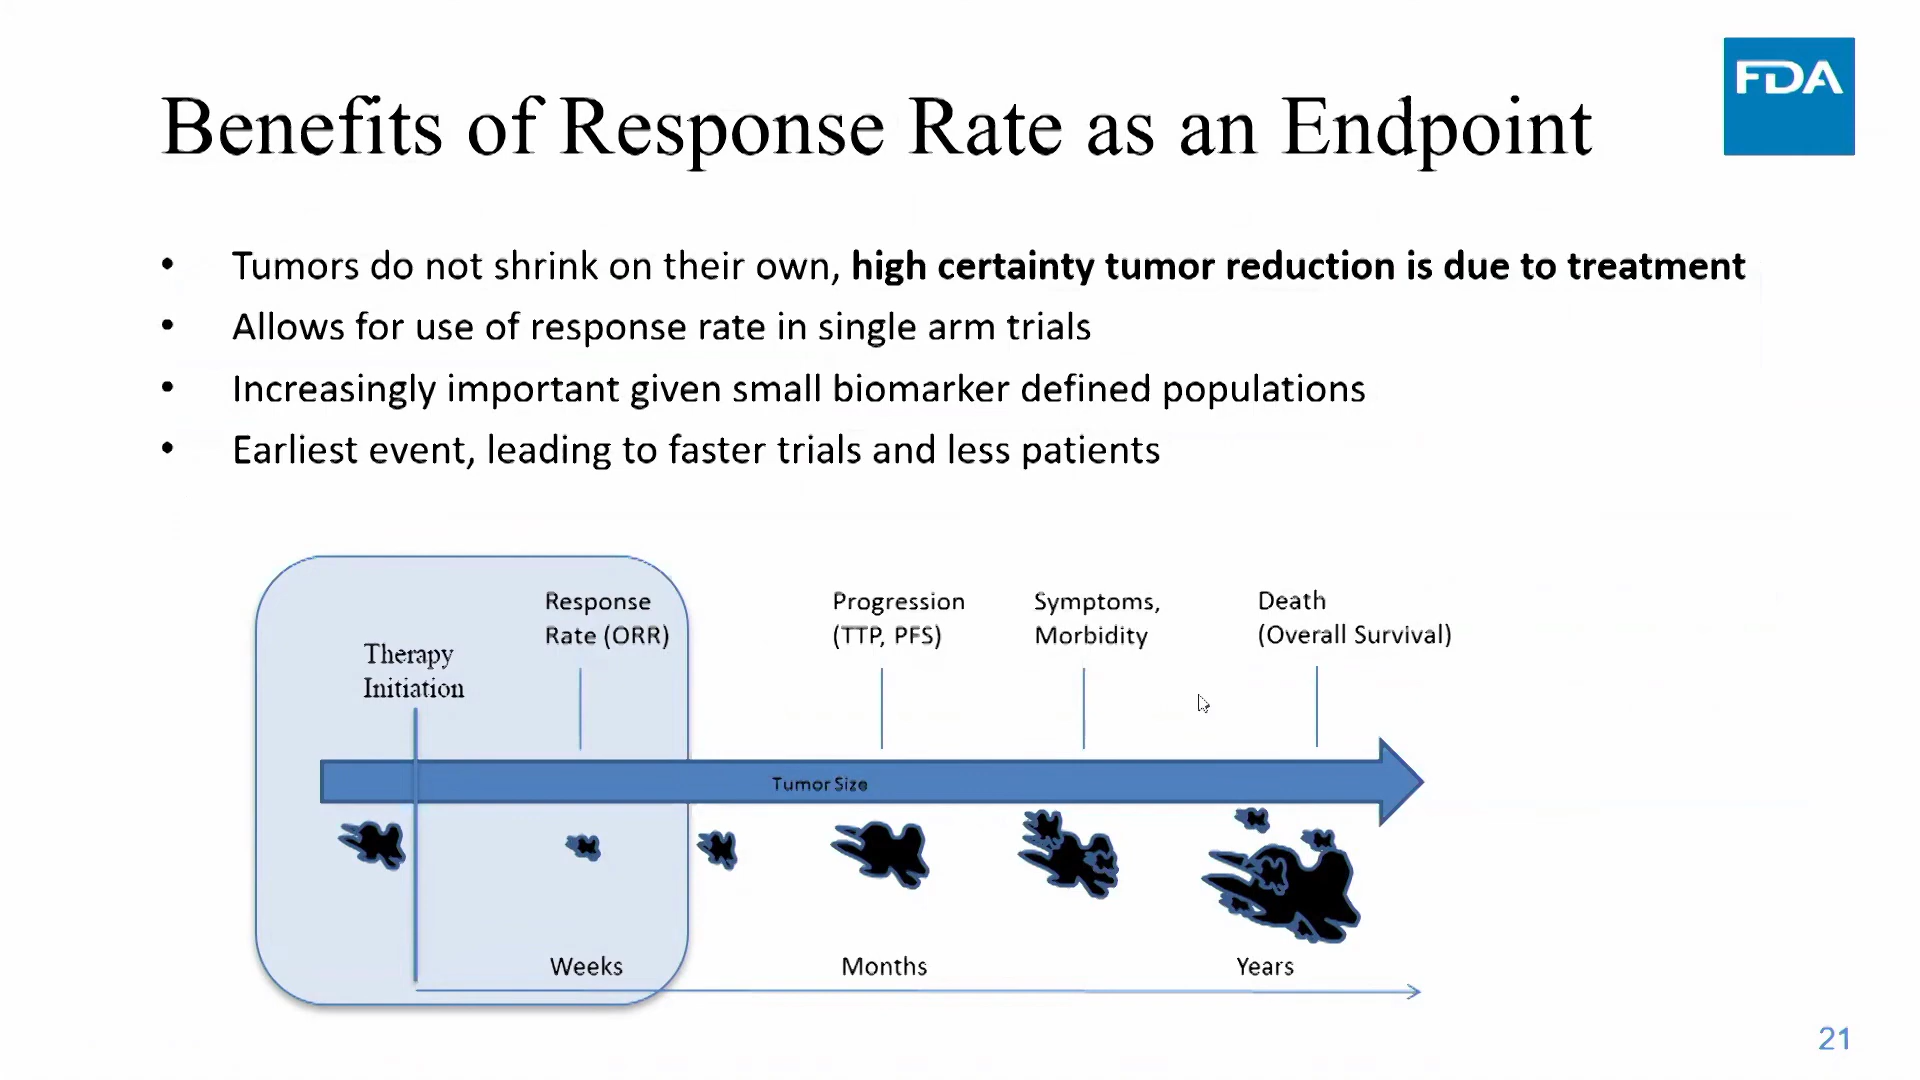 FDA
Benefits of Response Rate as an Endpoint
• Tumors do not shrink on their own, high certainty tumor reduction is due to treatment
• Allows for use of response rate in single arm trials
• Increasingly important given small biomarker defined populations
• Earliest event, leading to faster trials and less patients
Therapy
Initiation
Response
Rate (ORR)
Progression
(TTP, PFS)
Symptoms,
Morbidity
Death
(Overall Survival)
Tumor Size
Weeks
Months
Years
21